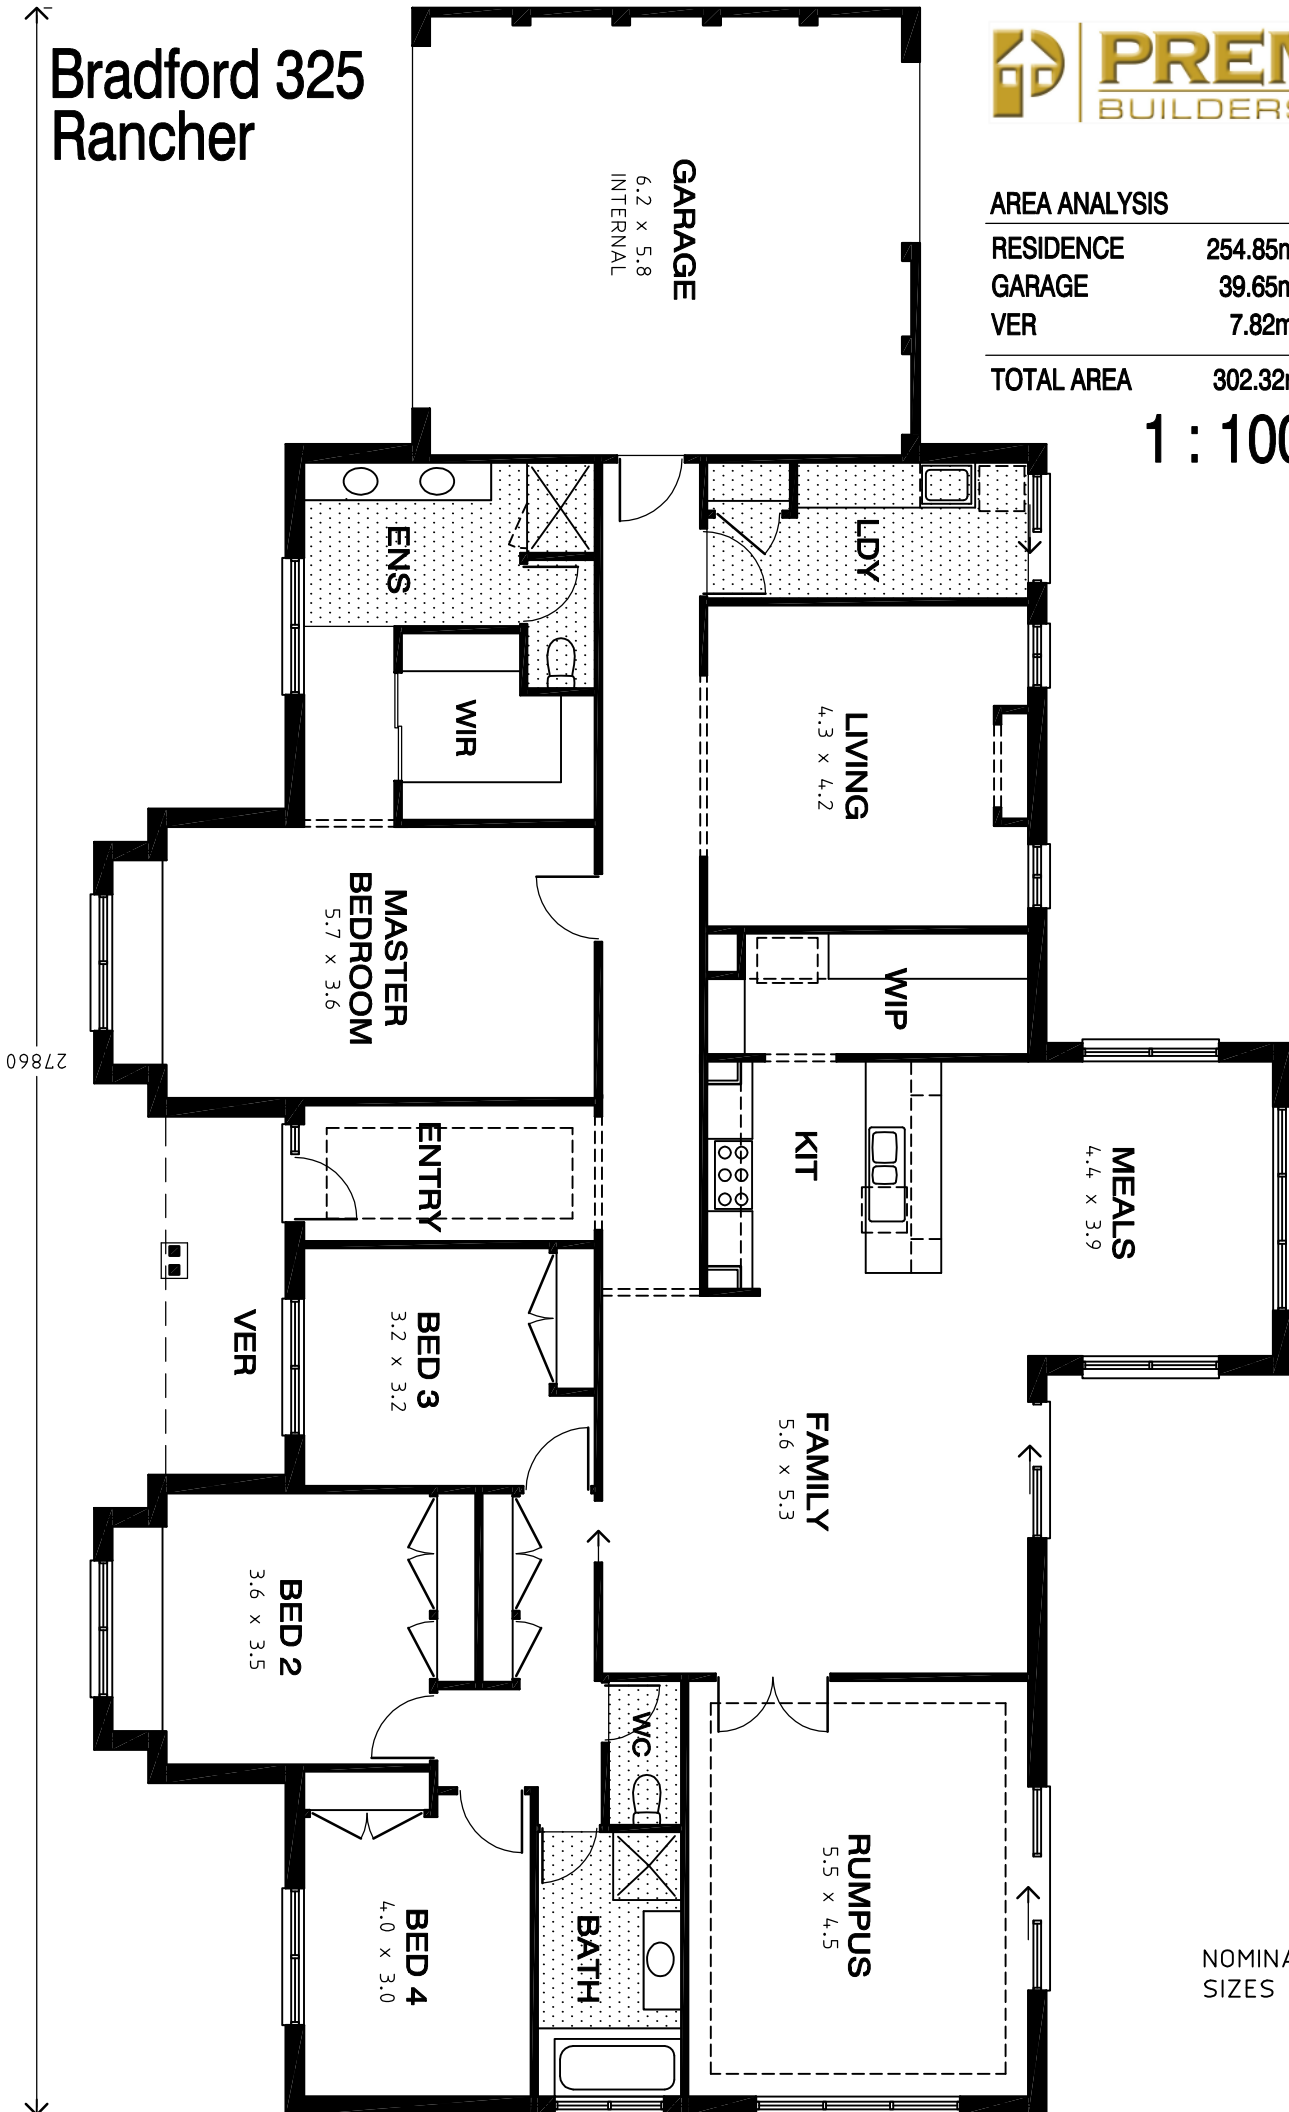 Bradford 325
Rancher
PREM
BUILDERS
AREA ANALYSIS
RESIDENCE 254.85m
GARAGE 39.65m
VER 7.82m
TOTAL AREA 302.32m
1 : 100
GARAGE
6.2 x 5.8
INTERNAL
ENS
LDY
WIR
LIVING
4.3 x 4.2
MASTER
BEDROOM
5.7 x 3.6
WIP
27860
ENTRY
KIT
MEALS
4.4 x 3.9
VER
BED 3
3.2 x 3.2
FAMILY
5.6 x 5.3
BED 2
3.6 x 3.5
WC
RUMPUS
5.5 x 4.5
BED 4
4.0 x 3.0
BATH
NOMINA
SIZES